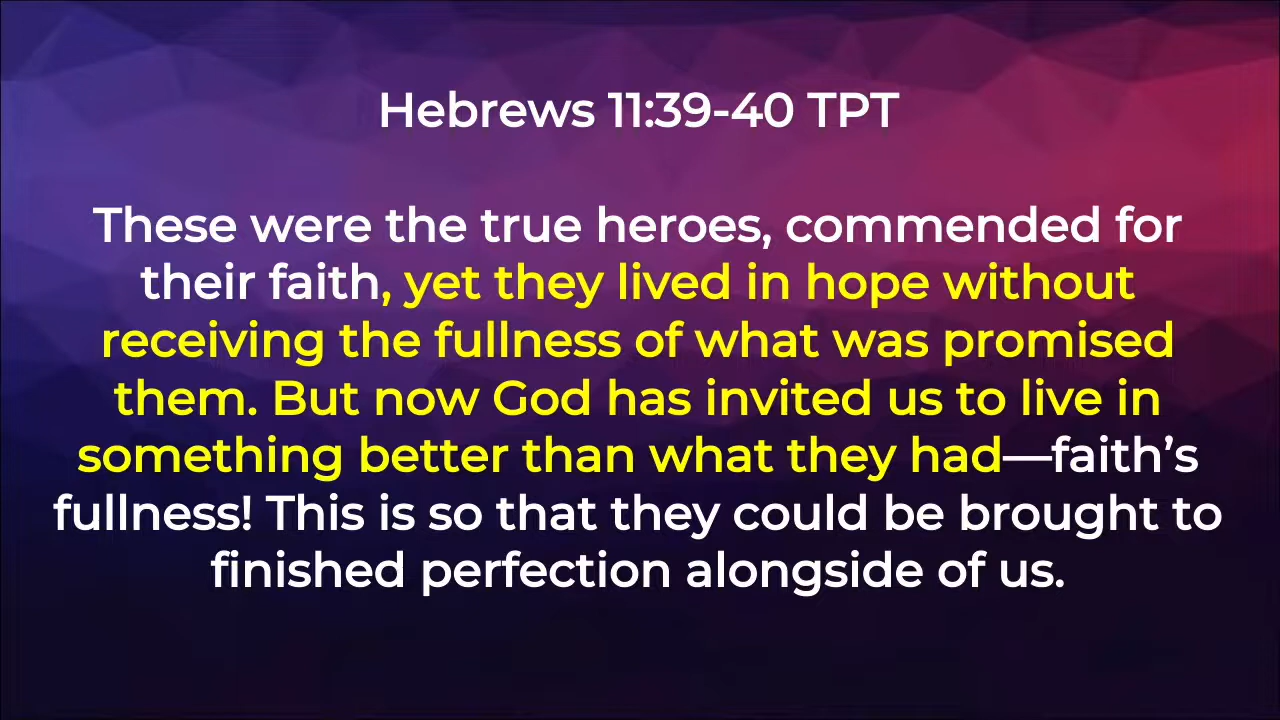 Hebrews 11:39-40 TPT
These were the true heroes, commended for
their faith, yet they lived in hope without
receiving the fullness of what was promised
them. But now God has invited us to live in
something better than what they had—faith’s
fullness! This is so that they could be brought to
finished perfection alongside of us.